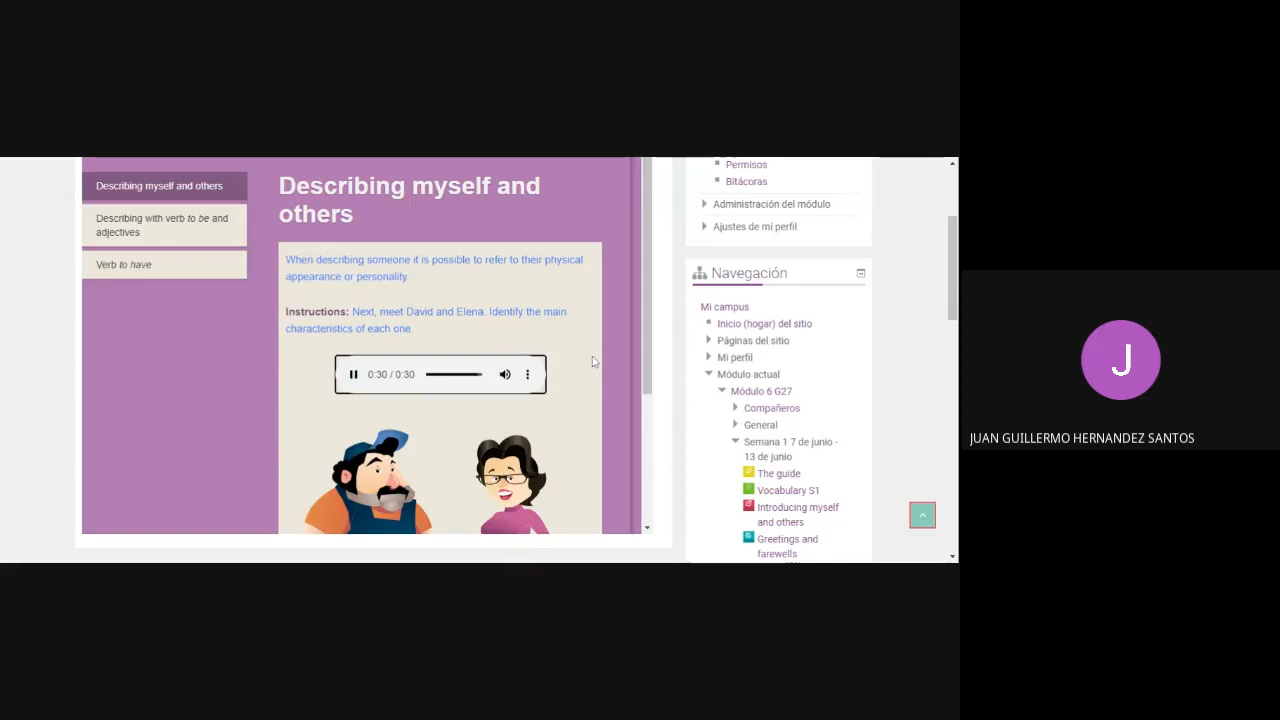 Describing myself and others
Describing with verb to be and
adjectives
Verb to have
Describing myself and
others
When describing someone it is possible to refer to their physical
appearance or personality.
Instructions: Next, meet David and Elena. Identify the main
characteristics of each one.
0:30 / 0:30
Permisos
Bitácoras
Administración del módulo
Ajustes de mi perfil
Navegación
Mi campus
Inicio (hogar) del sitio
Páginas del sitio
Mi perfil
Módulo actual
Módulo 6 G27
Compañeros
General
Semana 1 7 de junio -
13 de junio
The guide
Vocabulary S1
Introducing myself
and others
Greetings and
farewells
J
JUAN GUILLERMO HERNANDEZ SANTOS